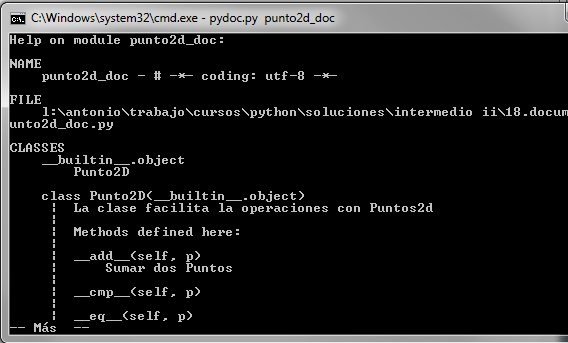 C:\Windows\system32\cmd.exe - pydoc.py punto2d_doc
Help on module punto2d_doc:
NAME
punto2d_doc - # -*- coding: utf-8 -*-
FILE
l:\antonio\trabajo\cursos\python\soluciones\intermedio ii\18.docum
unto2d_doc.py
CLASSES
__builtin__.object
Punto2D
class Punto2D(__builtin__.object)
¦ La clase facilita la operaciones con Puntos2d
¦
¦ Methods defined here:
¦
¦ __add__(self, p)
¦ Sumar dos Puntos
¦
¦ __cmp__(self, p)
¦
¦ __eq__(self, p)
-- Más --